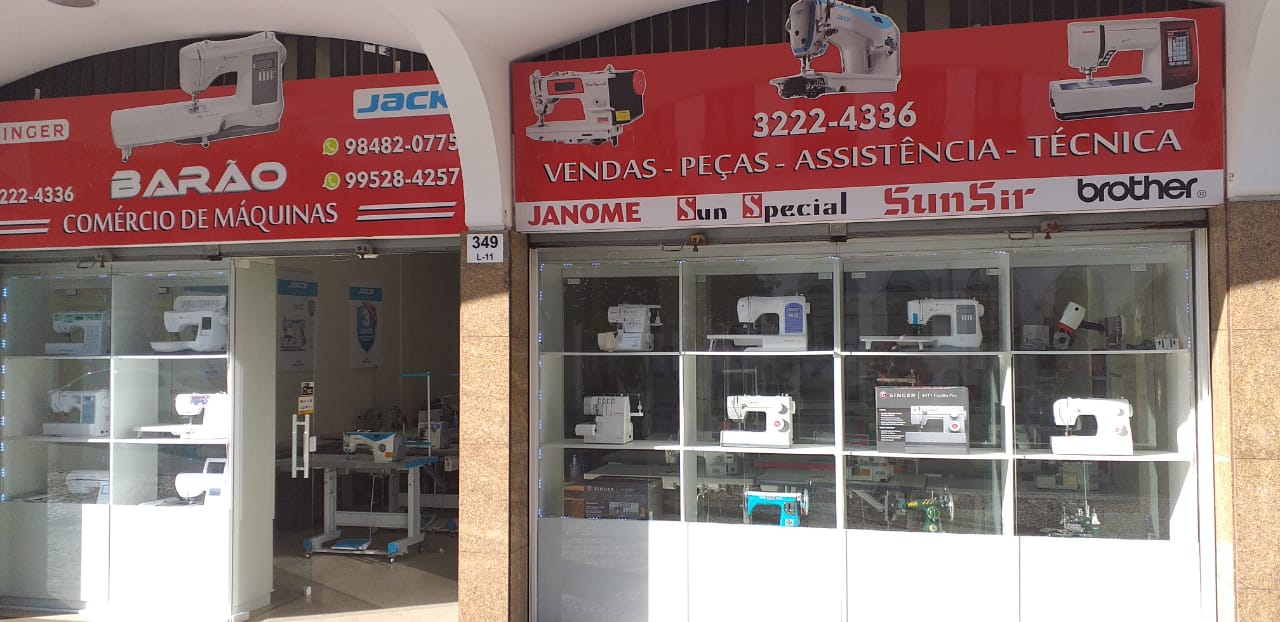 INGER
JACK
98482-0775
BARÃO
222-4336
99528-4257
COMÉRCIO DE MÁQUINAS
3222-4336
VENDAS - PEÇAS - ASSISTÊNCIA - TÉCNICA
JANOME
Sun Special
SunSir
brother®
349
L-11
JACK
JACK
SINGER
SINGER